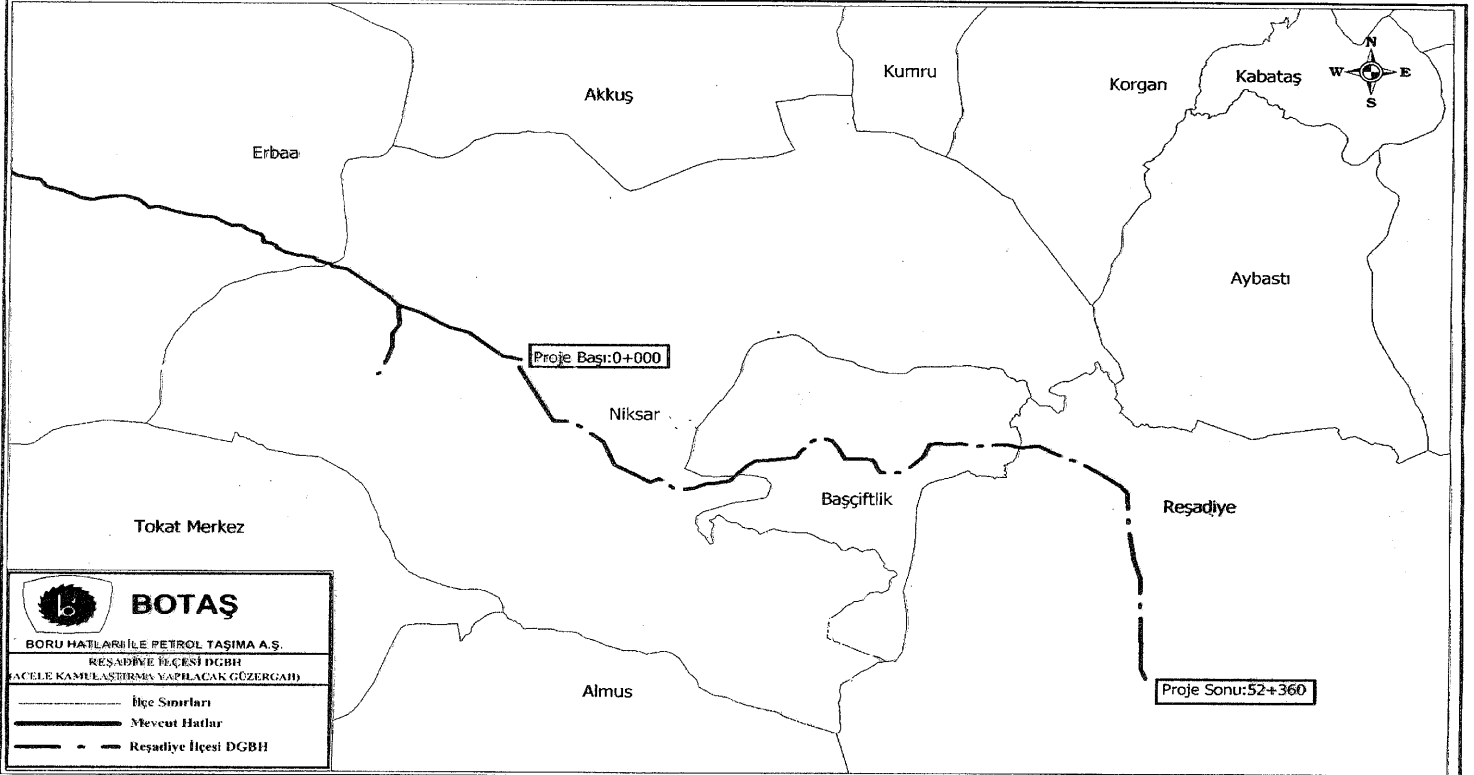 Akkuş
Kumru
Korgan
Kabataş
N
W
E
S
Erbaa
Aybastı
Proje Başı:0+000
Niksar
Başçiftlik
Reşadiye
Tokat Merkez
Almus
Proje Sonu:52+360
BOTAŞ
BORU HATLARI İLE PETROL TAŞIMA A.Ş.
REŞADİYE İLÇESİ DGBH
(ACELE KAMULAŞTIRMA YAPILACAK GÜZERGAH)
İlçe Sınırları
Mevcut Hatlar
Reşadiye İlçesi DGBH